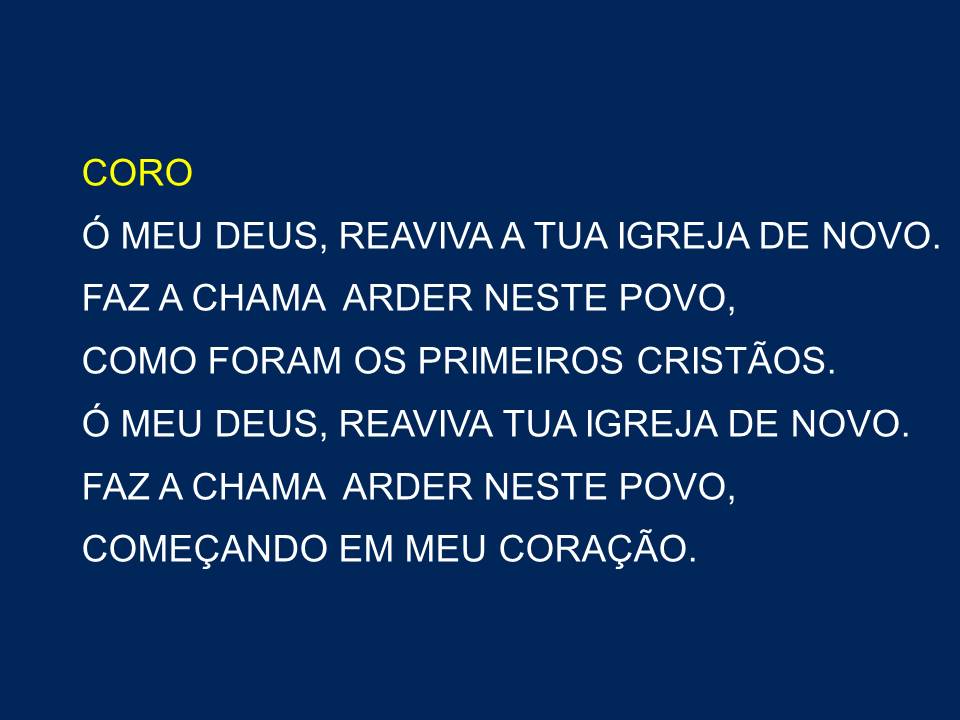 CORO
Ó MEU DEUS, REAVIVA A TUA IGREJA DE NOVO.
FAZ A CHAMA  ARDER NESTE POVO,
COMO FORAM OS PRIMEIROS CRISTÃOS.
Ó MEU DEUS, REAVIVA TUA IGREJA DE NOVO.
FAZ A CHAMA  ARDER NESTE POVO,
COMEÇANDO EM MEU CORAÇÃO.